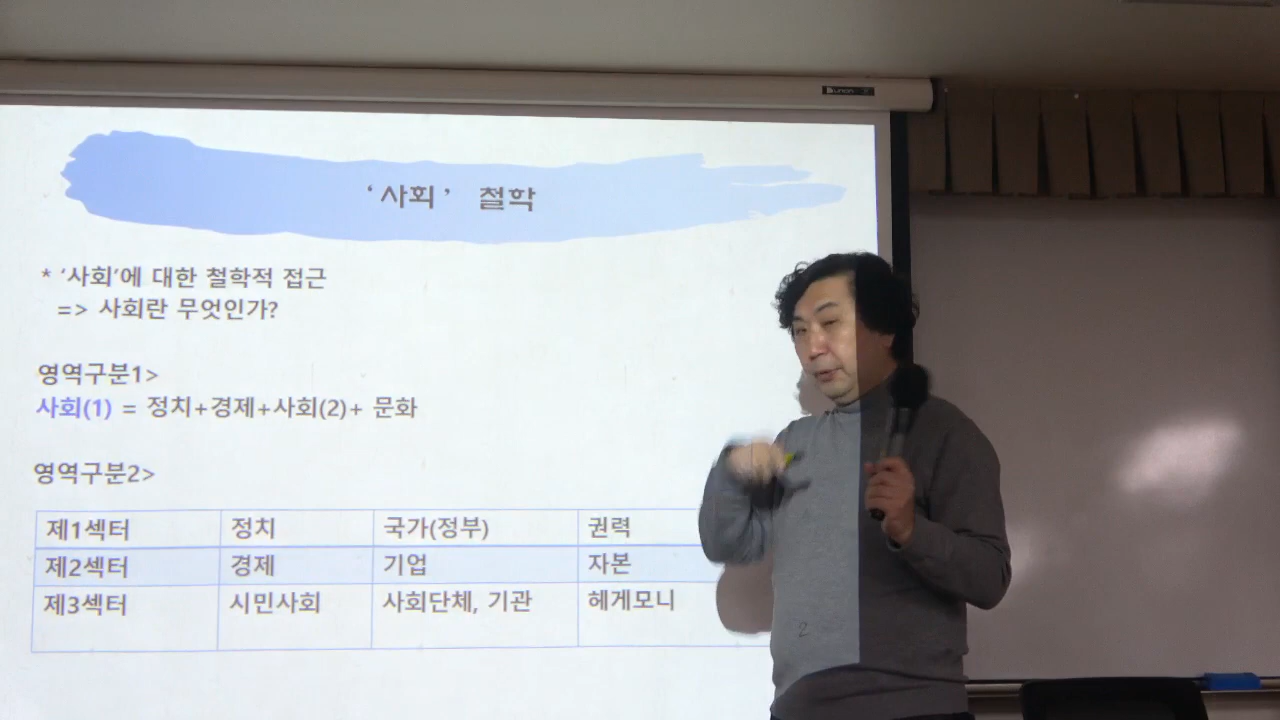 ‘사회’ 철학
* ‘사회’에 대한 철학적 접근
=> 사회란 무엇인가?
영역구분1>
사회(1) = 정치+경제+사회(2)+ 문화
영역구분2>
제1섹터 정치 국가(정부) 권력
제2섹터 경제 기업 자본
제3섹터 시민사회 사회단체, 기관 헤게모니
2